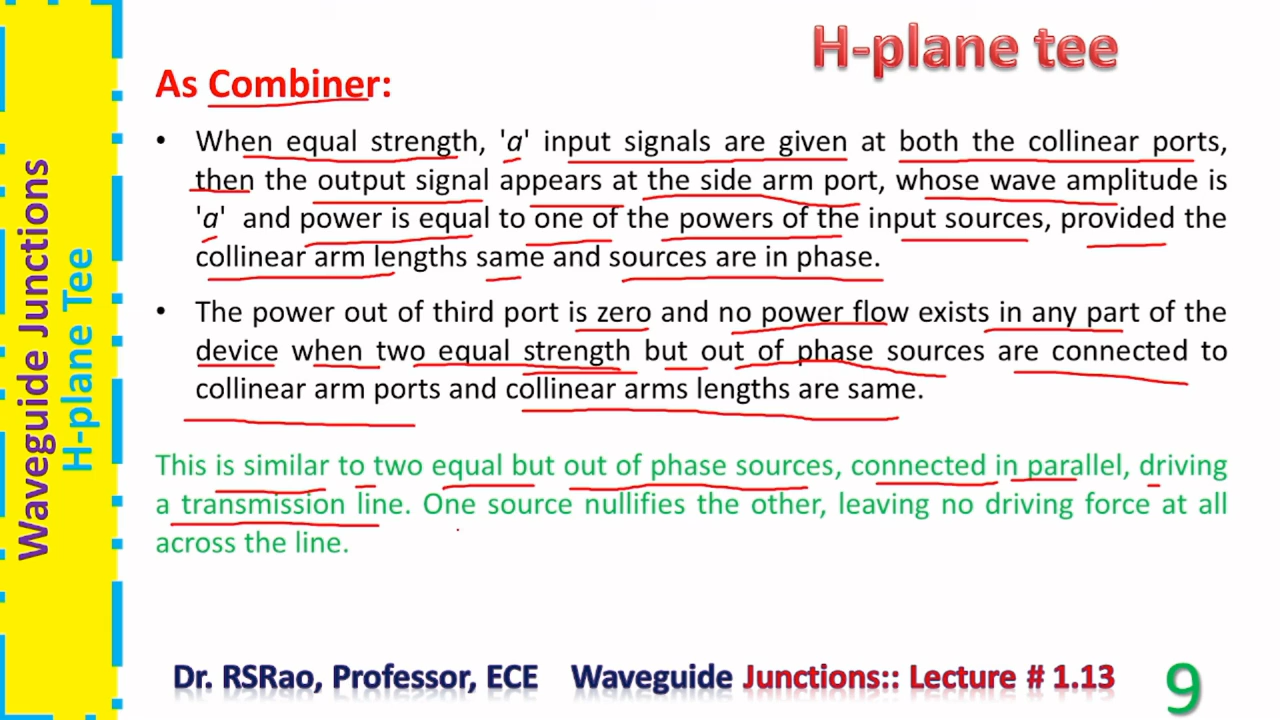 Waveguide Junctions
H-plane Tee
H-plane tee
As Combiner:
• When equal strength, 'a' input signals are given at both the collinear ports,
then the output signal appears at the side arm port, whose wave amplitude is
'a' and power is equal to one of the powers of the input sources, provided the
collinear arm lengths same and sources are in phase.
• The power out of third port is zero and no power flow exists in any part of the
device when two equal strength but out of phase sources are connected to
collinear arm ports and collinear arms lengths are same.
This is similar to two equal but out of phase sources, connected in parallel, driving
a transmission line. One source nullifies the other, leaving no driving force at all
across the line.
Dr. RSRao, Professor, ECE Waveguide Junctions:: Lecture # 1.13
9